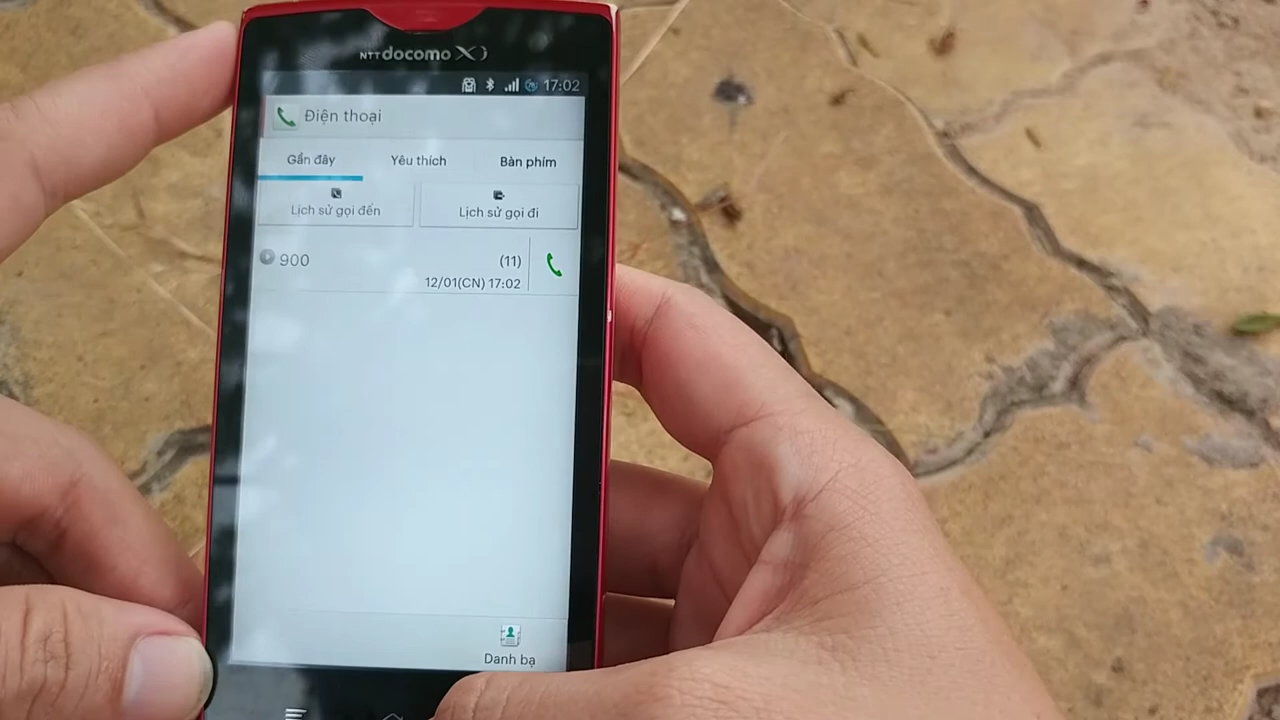 NTT docomo Xi
17:02
Điện thoại
Gần đây Yêu thích Bàn phím
Lịch sử gọi đến Lịch sử gọi đi
900 (11)
12/01(CN) 17:02
Danh bạ